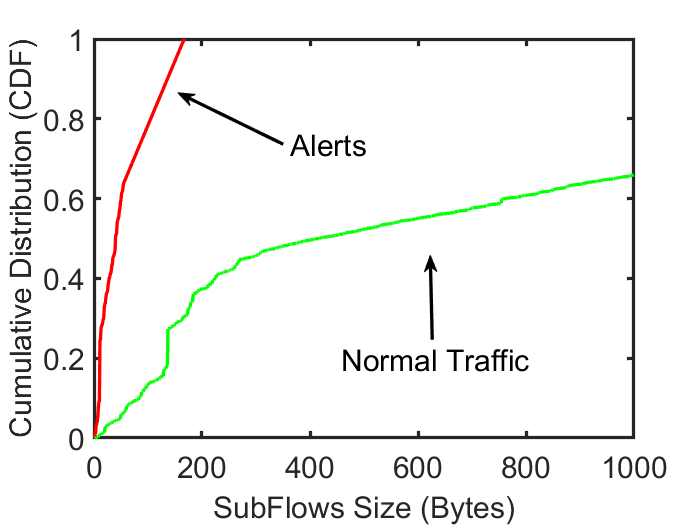 Cumulative Distribution (CDF)
1
0.8
0.6
0.4
0.2
0
Alerts
Normal Traffic
0 200 400 600 800 1000
SubFlows Size (Bytes)